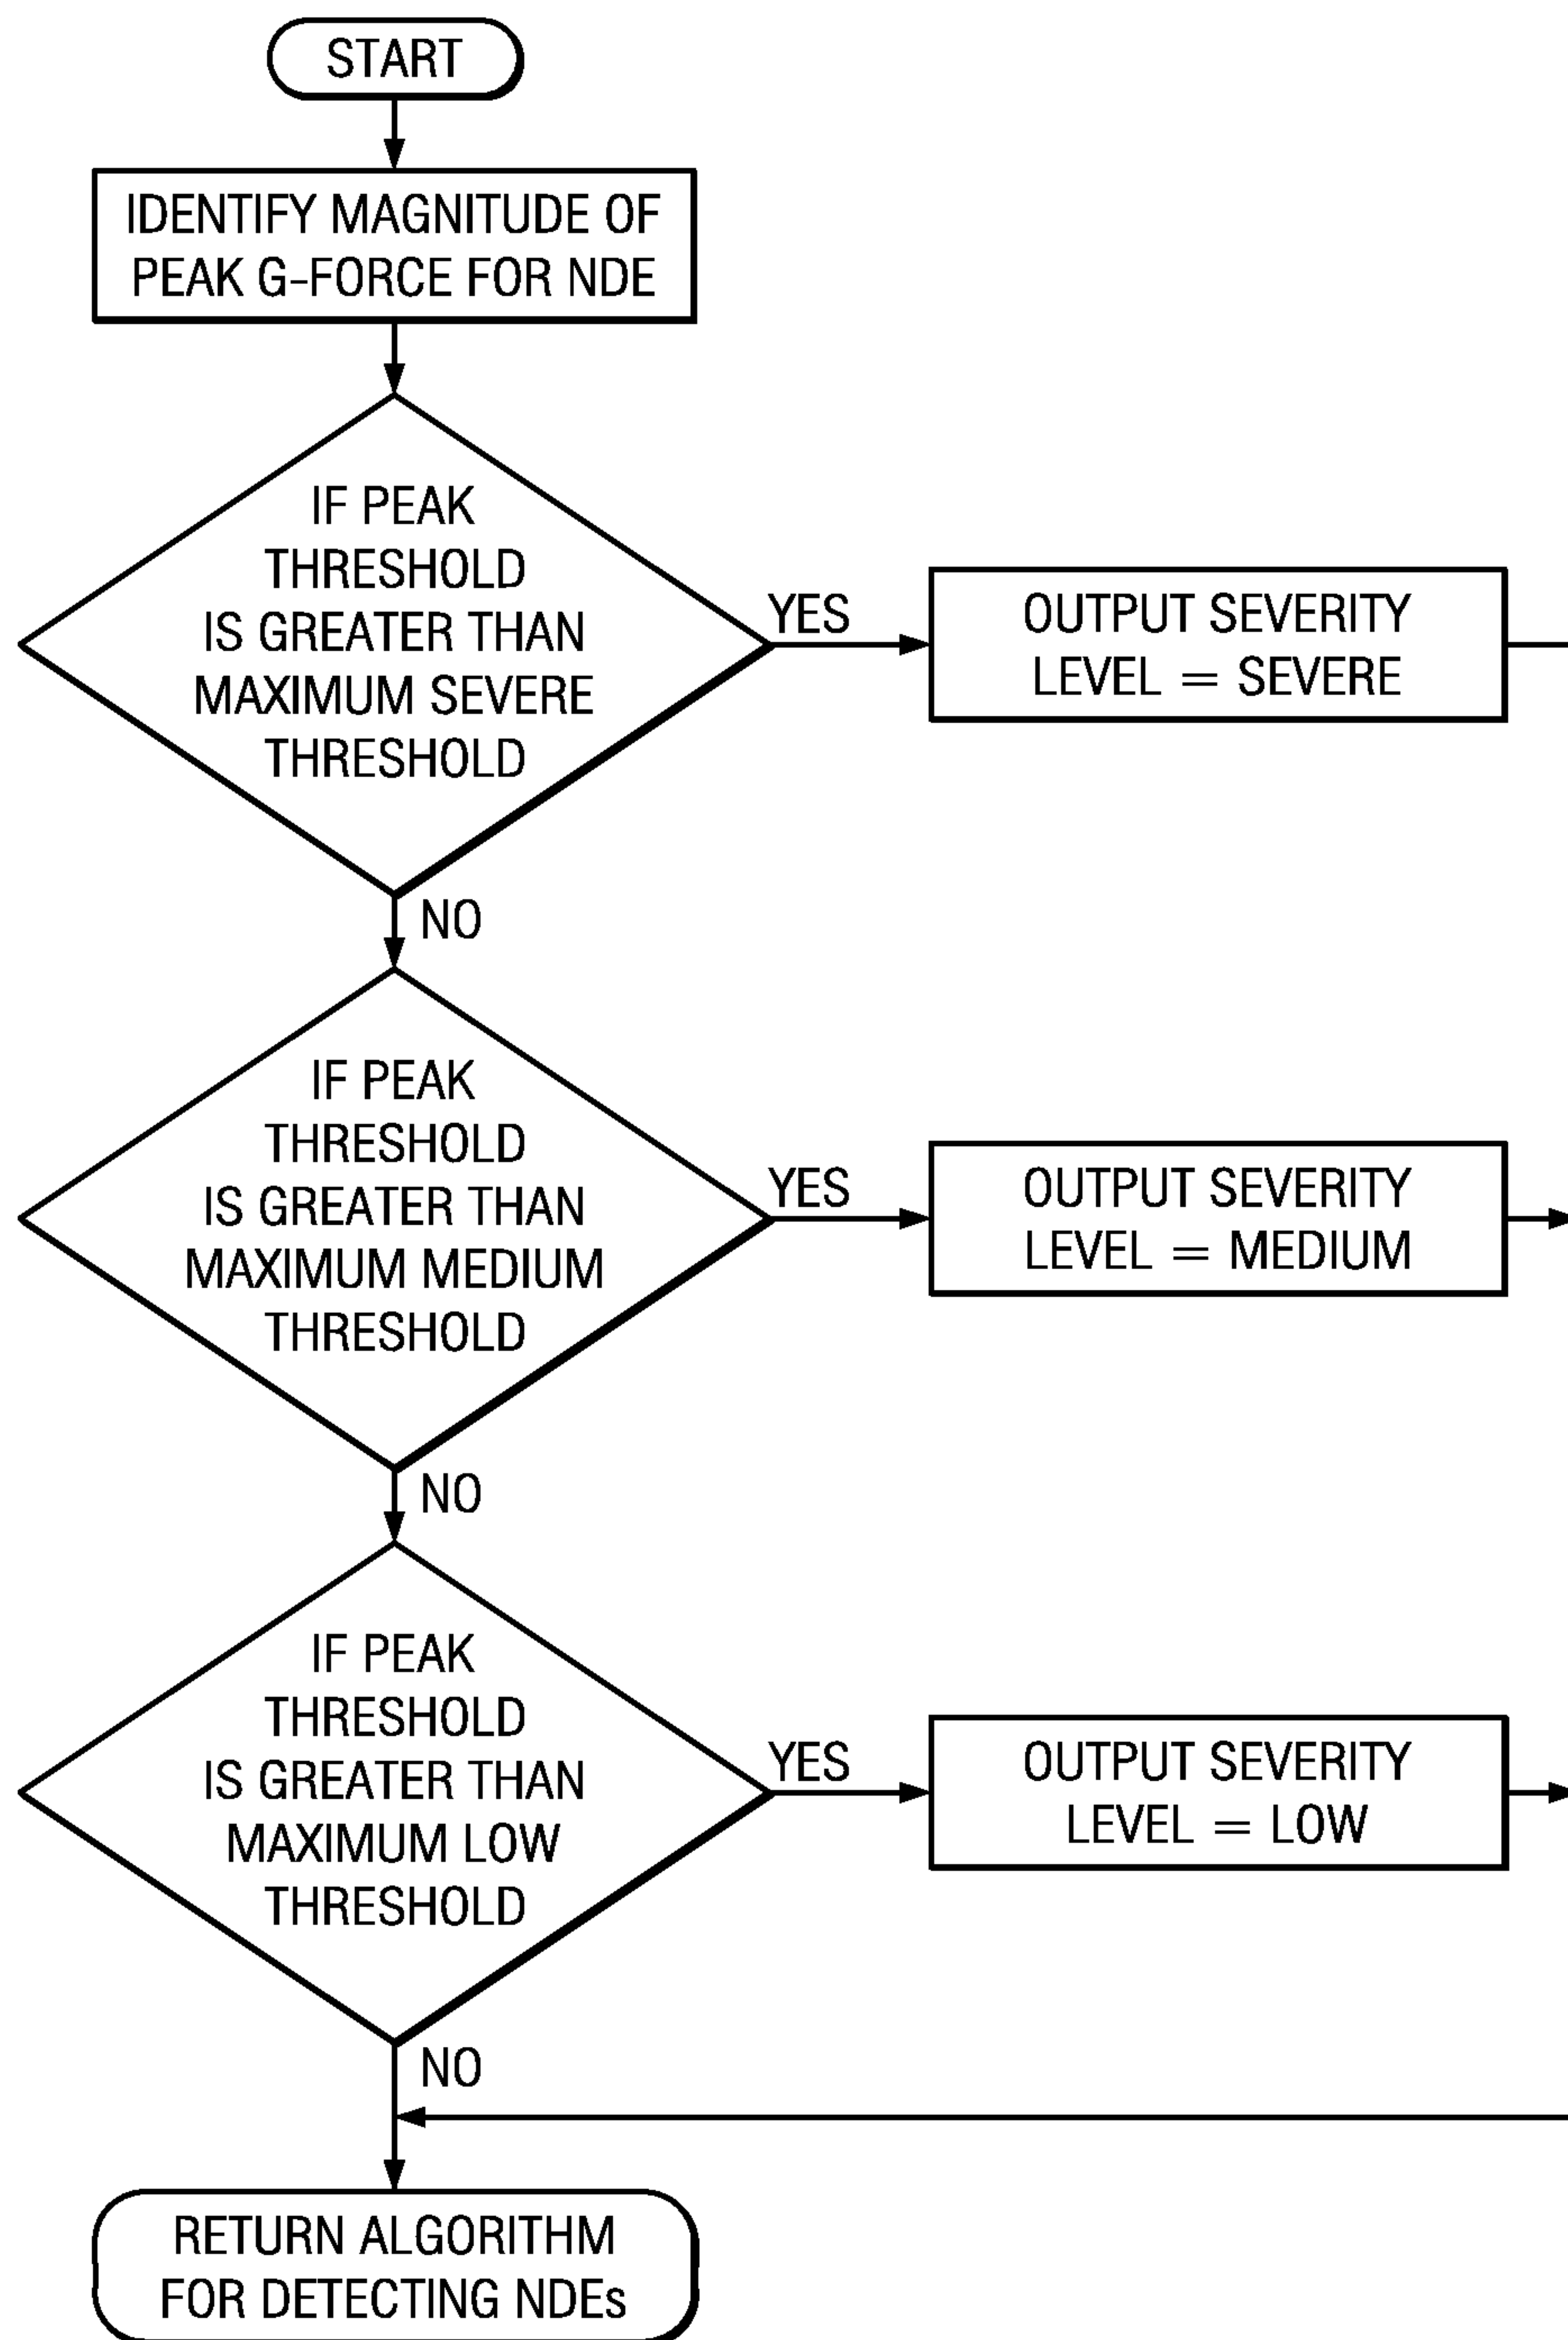 START
IDENTIFY MAGNITUDE OF
PEAK G-FORCE FOR NDE
IF PEAK
THRESHOLD
IS GREATER THAN
MAXIMUM SEVERE
THRESHOLD
YES
OUTPUT SEVERITY
LEVEL = SEVERE
NO
IF PEAK
THRESHOLD
IS GREATER THAN
MAXIMUM MEDIUM
THRESHOLD
YES
OUTPUT SEVERITY
LEVEL = MEDIUM
NO
IF PEAK
THRESHOLD
IS GREATER THAN
MAXIMUM LOW
THRESHOLD
YES
OUTPUT SEVERITY
LEVEL = LOW
NO
RETURN ALGORITHM
FOR DETECTING NDEs